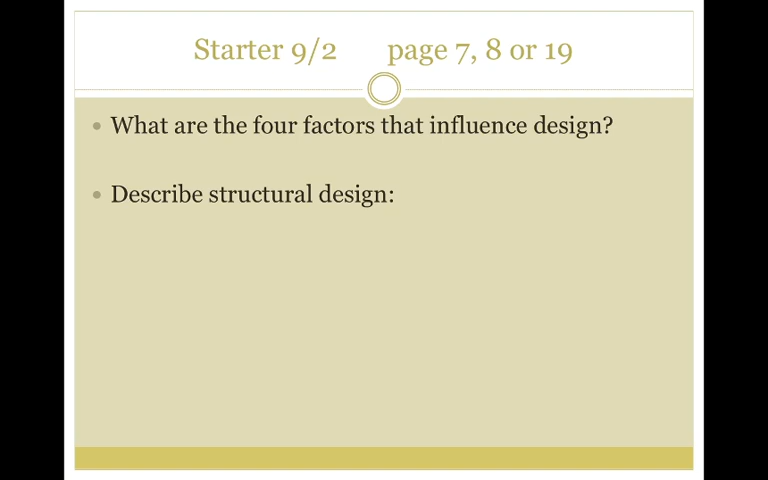 Starter 9/2 page 7, 8 or 19
• What are the four factors that influence design?
• Describe structural design: